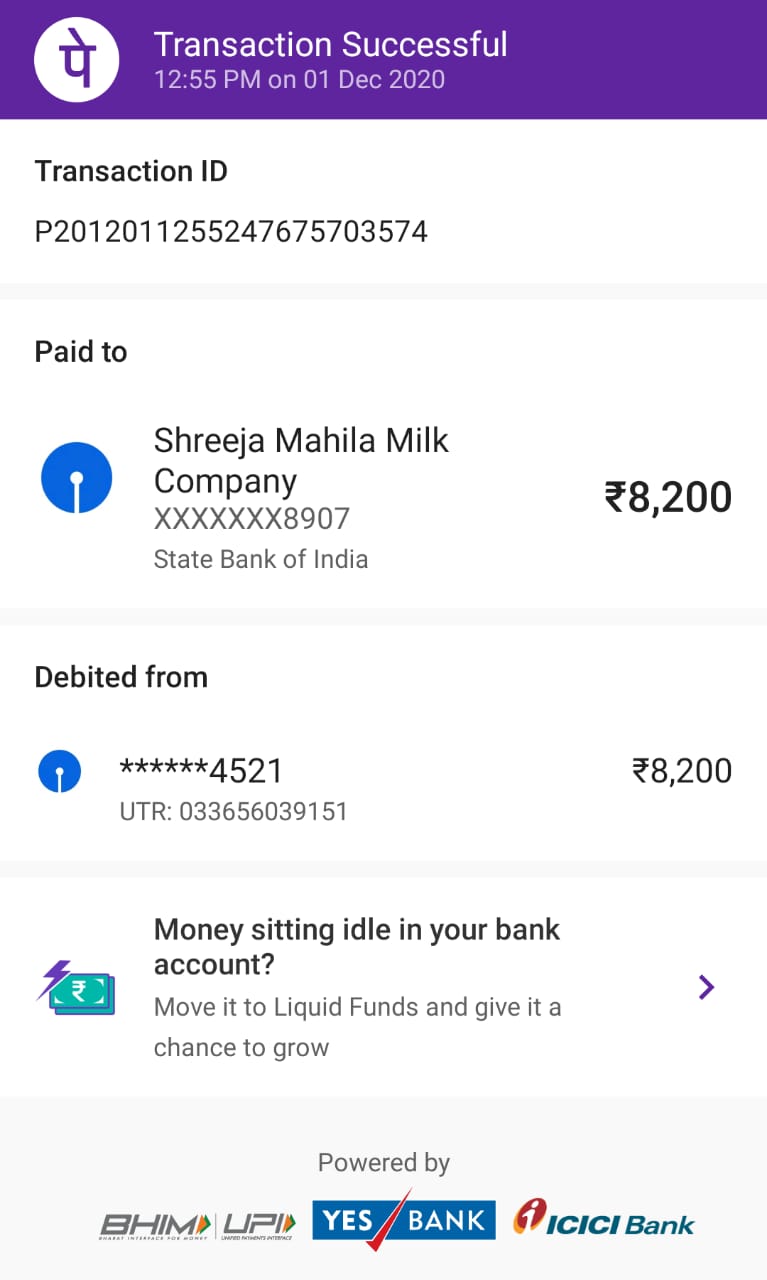 पे
Transaction Successful
12:55 PM on 01 Dec 2020
Transaction ID
P2012011255247675703574
Paid to
Shreeja Mahila Milk
Company
XXXXXXX8907
State Bank of India
₹8,200
Debited from
******4521
₹8,200
UTR: 033656039151
Money sitting idle in your bank
account?
₹
Move it to Liquid Funds and give it a
chance to grow
Powered by
BHIM UPI YES BANK ICICI Bank
BHARAT INTERFACE FOR MONEY UNIFIED PAYMENTS INTERFACE